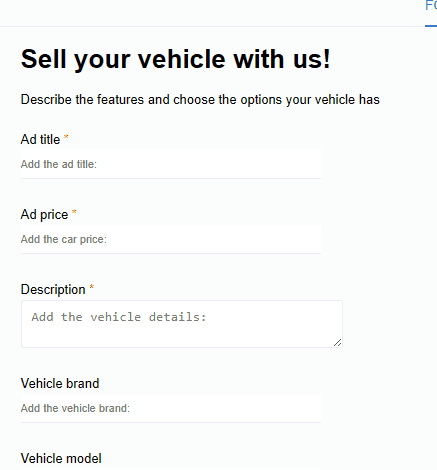 Sell your vehicle with us!
Describe the features and choose the options your vehicle has
Ad title *
Add the ad title:
Ad price *
Add the car price:
Description *
Add the vehicle details:
Vehicle brand
Add the vehicle brand:
Vehicle model